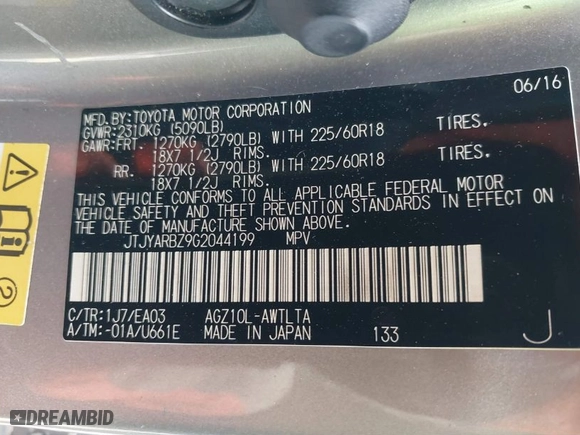 06/16
MFD.BY:TOYOTA MOTOR CORPORATION
GVWR:2310KG (5090LB)
GAWR:FRT. 1270KG (2790LB) WITH 225/60R18 TIRES.
18X7 1/2J RIMS.
RR. 1270KG (2790LB) WITH 225/60R18 TIRES.
18X7 1/2J RIMS.
THIS VEHICLE CONFORMS TO ALL APPLICABLE FEDERAL MOTOR
VEHICLE SAFETY AND THEFT PREVENTION STANDARDS IN EFFECT ON
THE DATE OF MANUFACTURE SHOWN ABOVE.
JTJYARBZ9G2044199 MPV
C/TR:1J7/EA03 AGZ10L-AWTLTA
A/TM:-01A/U661E MADE IN JAPAN 133 J
DREAMBID